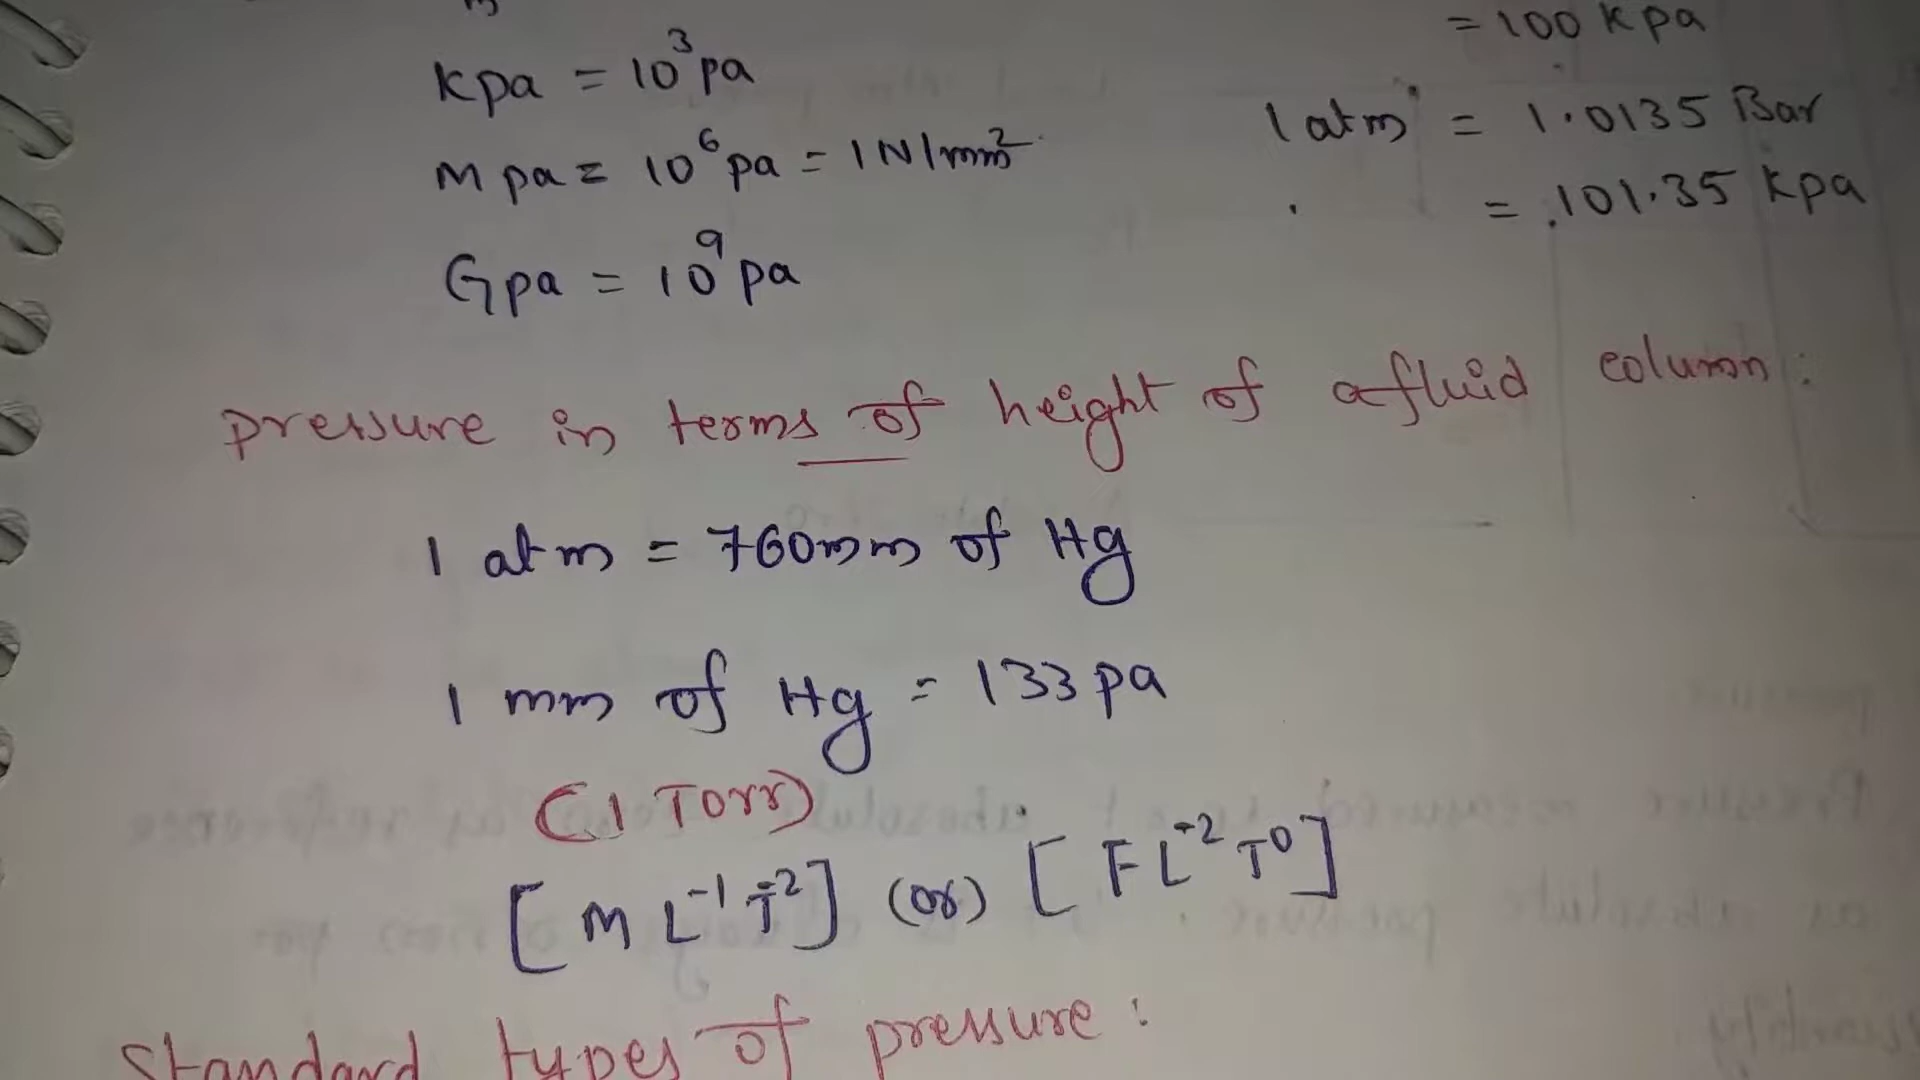 = 100 kpa
kpa = 10³ pa
1 atm = 1.0135 Bar
Mpa = 10⁶ pa = 1N/mm²
= 101.35 kpa
Gpa = 10⁹ pa
pressure in terms of height of a fluid column:
1 atm = 760mm of Hg
1 mm of Hg = 133 pa
(1 Torr)
[M L⁻¹ T⁻²] (or) [F L⁻² T⁰]
Standard types of pressure: